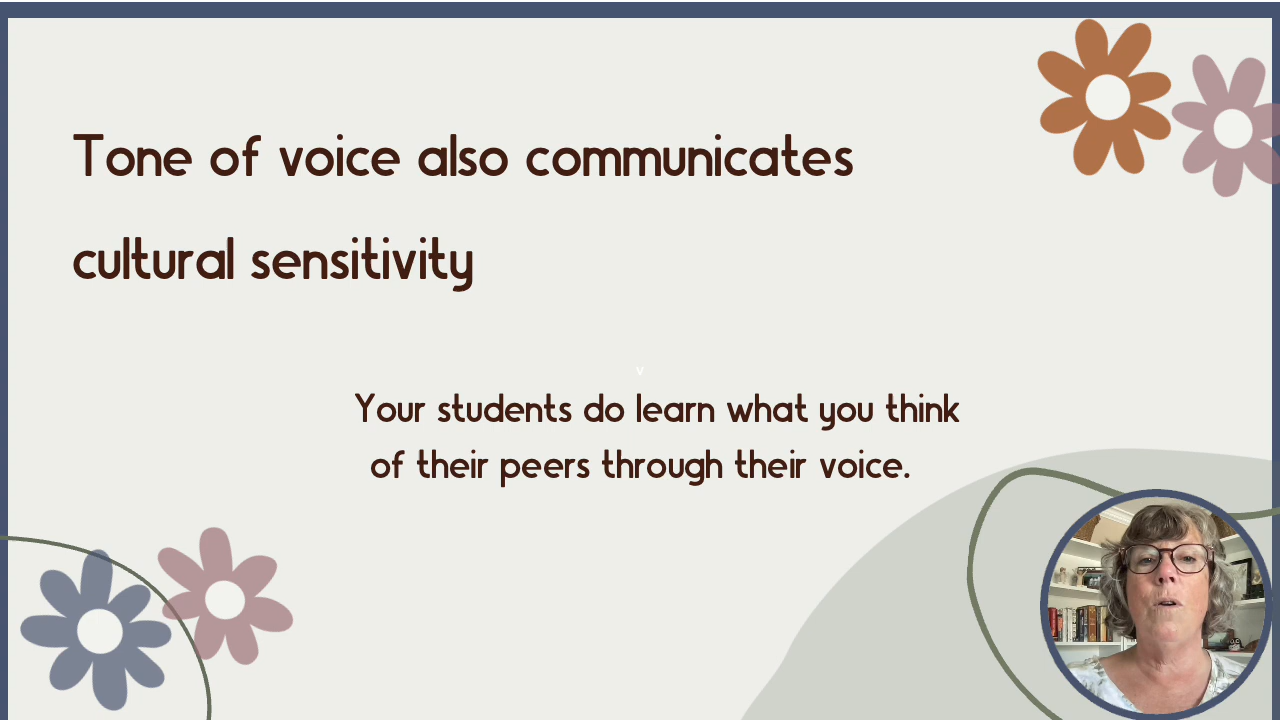 Tone of voice also communicates
cultural sensitivity
v
Your students do learn what you think
of their peers through their voice.